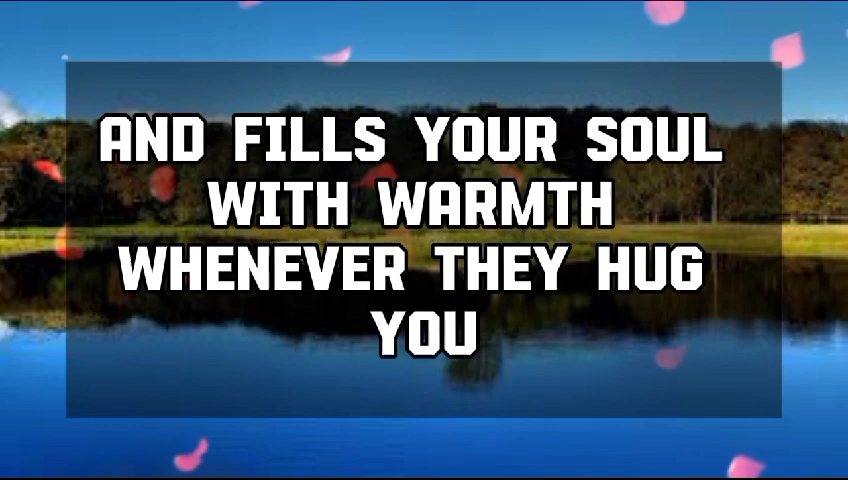 AND FILLS YOUR SOUL
WITH WARMTH
WHENEVER THEY HUG
YOU